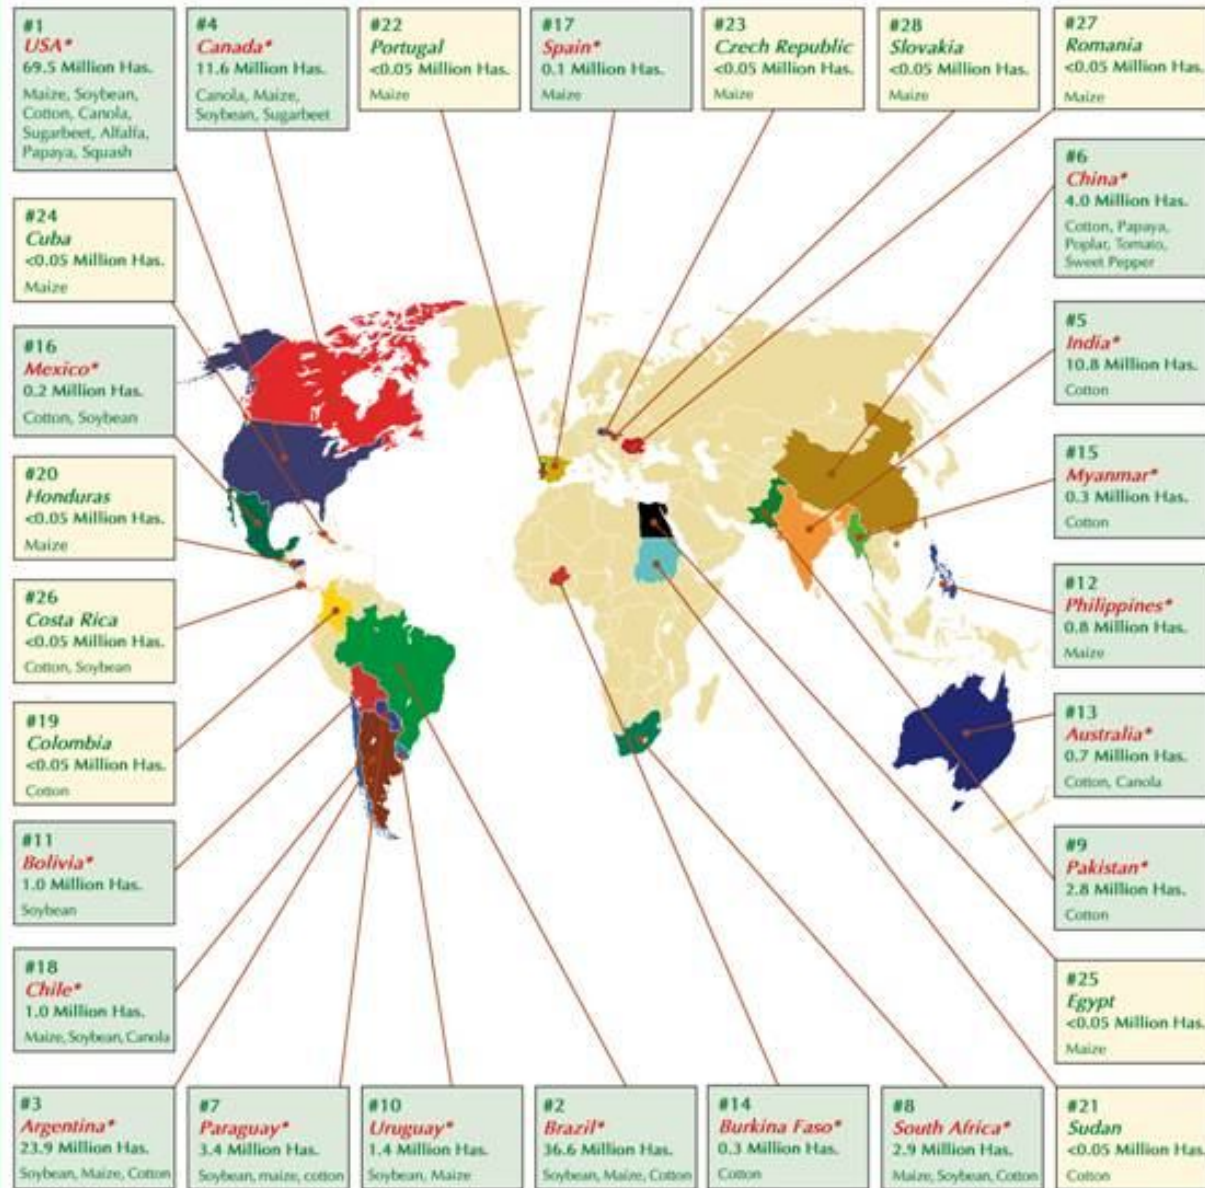 #1
USA*
69.5 Million Has.
Maize, Soybean,
Cotton, Canola,
Sugarbeet, Alfalfa,
Papaya, Squash
#4
Canada*
11.6 Million Has.
Canola, Maize,
Soybean, Sugarbeet
#22
Portugal
<0.05 Million Has.
Maize
#17
Spain*
0.1 Million Has.
Maize
#23
Czech Republic
<0.05 Million Has.
Maize
#28
Slovakia
<0.05 Million Has.
Maize
#27
Romania
<0.05 Million Has.
Maize
#24
Cuba
<0.05 Million Has.
Maize
#6
China*
4.0 Million Has.
Cotton, Papaya,
Poplar, Tomato,
Sweet Pepper
#16
Mexico*
0.2 Million Has.
Cotton, Soybean
#5
India*
10.8 Million Has.
Cotton
#20
Honduras
<0.05 Million Has.
Maize
#15
Myanmar*
0.3 Million Has.
Cotton
#26
Costa Rica
<0.05 Million Has.
Cotton, Soybean
#12
Philippines*
0.8 Million Has.
Maize
#19
Colombia
<0.05 Million Has.
Cotton
#13
Australia*
0.7 Million Has.
Cotton, Canola
#11
Bolivia*
1.0 Million Has.
Soybean
#9
Pakistan*
2.8 Million Has.
Cotton
#18
Chile*
1.0 Million Has.
Maize, Soybean, Canola
#25
Egypt
<0.05 Million Has.
Maize
#3
Argentina*
23.9 Million Has.
Soybean, Maize, Cotton
#7
Paraguay*
3.4 Million Has.
Soybean, maize, cotton
#10
Uruguay*
1.4 Million Has.
Soybean, Maize
#2
Brazil*
36.6 Million Has.
Soybean, Maize, Cotton
#14
Burkina Faso*
0.3 Million Has.
Cotton
#8
South Africa*
2.9 Million Has.
Maize, Soybean, Cotton
#21
Sudan
<0.05 Million Has.
Cotton